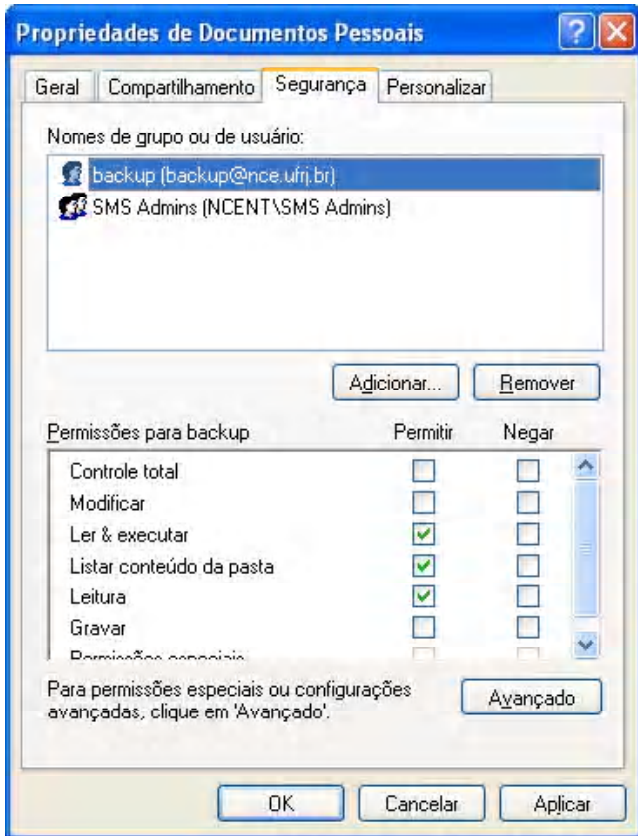 Propriedades de Documentos Pessoais
Geral Compartilhamento Segurança Personalizar
Nomes de grupo ou de usuário:
backup (backup@nce.ufrj.br)
SMS Admins (NCENT\SMS Admins)
Adicionar... Remover
Permissões para backup Permitir Negar
Controle total
Modificar
Ler & executar
Listar conteúdo da pasta
Leitura
Gravar
Permissões especiais
Para permissões especiais ou configurações
avançadas, clique em 'Avançado'.
Avançado
OK Cancelar Aplicar